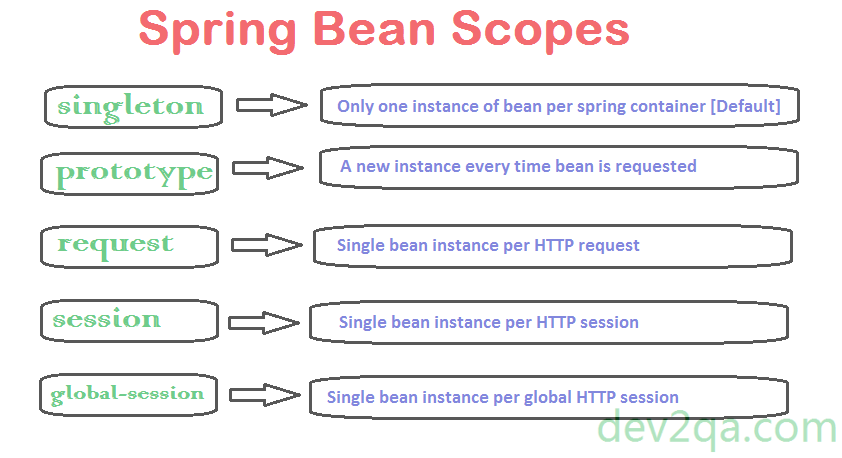 Spring Bean Scopes
singleton
Only one instance of bean per spring container [Default]
prototype
A new instance every time bean is requested
request
Single bean instance per HTTP request
session
Single bean instance per HTTP session
global-session
Single bean instance per global HTTP session
dev2qa.com